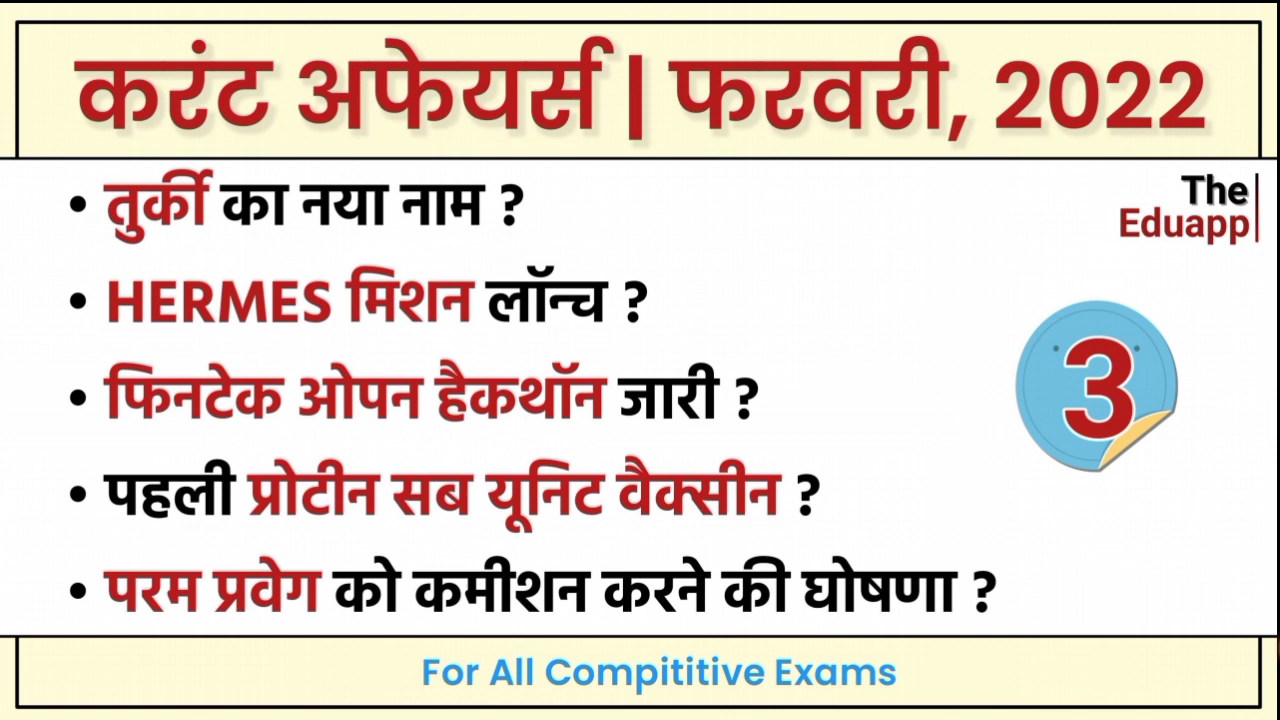 करंट अफेयर्स | फरवरी, 2022
The
Eduapp
• तुर्की का नया नाम ?
• HERMES मिशन लॉन्च ?
• फिनटेक ओपन हैकथॉन जारी ?
• पहली प्रोटीन सब यूनिट वैक्सीन ?
• परम प्रवेग को कमीशन करने की घोषणा ?
3
For All Compititive Exams